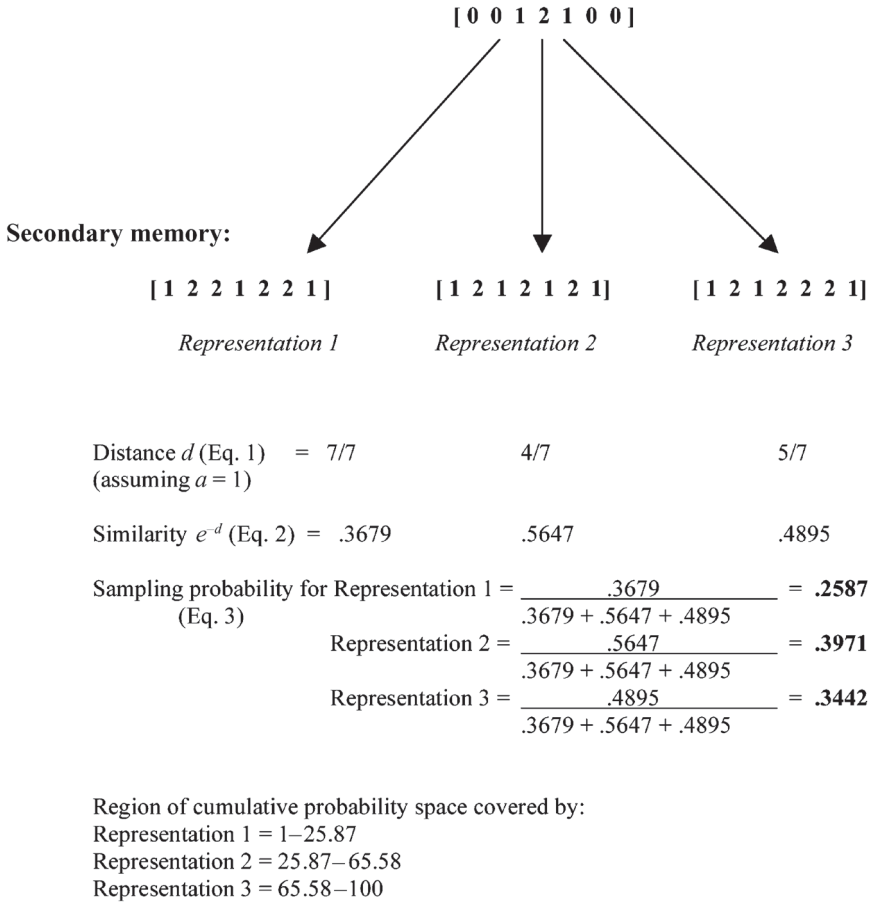 [ 0 0 1 2 1 0 0 ]
Secondary memory:
[ 1 2 2 1 2 2 1 ] [ 1 2 1 2 1 2 1] [ 1 2 1 2 2 2 1]
Representation 1 Representation 2 Representation 3
Distance d (Eq. 1) = 7/7 4/7 5/7
(assuming a = 1)
Similarity e^–d (Eq. 2) = .3679 .5647 .4895
Sampling probability for Representation 1 = .3679 = .2587
(Eq. 3) .3679 + .5647 + .4895
Representation 2 = .5647 = .3971
.3679 + .5647 + .4895
Representation 3 = .4895 = .3442
.3679 + .5647 + .4895
Region of cumulative probability space covered by:
Representation 1 = 1–25.87
Representation 2 = 25.87–65.58
Representation 3 = 65.58–100